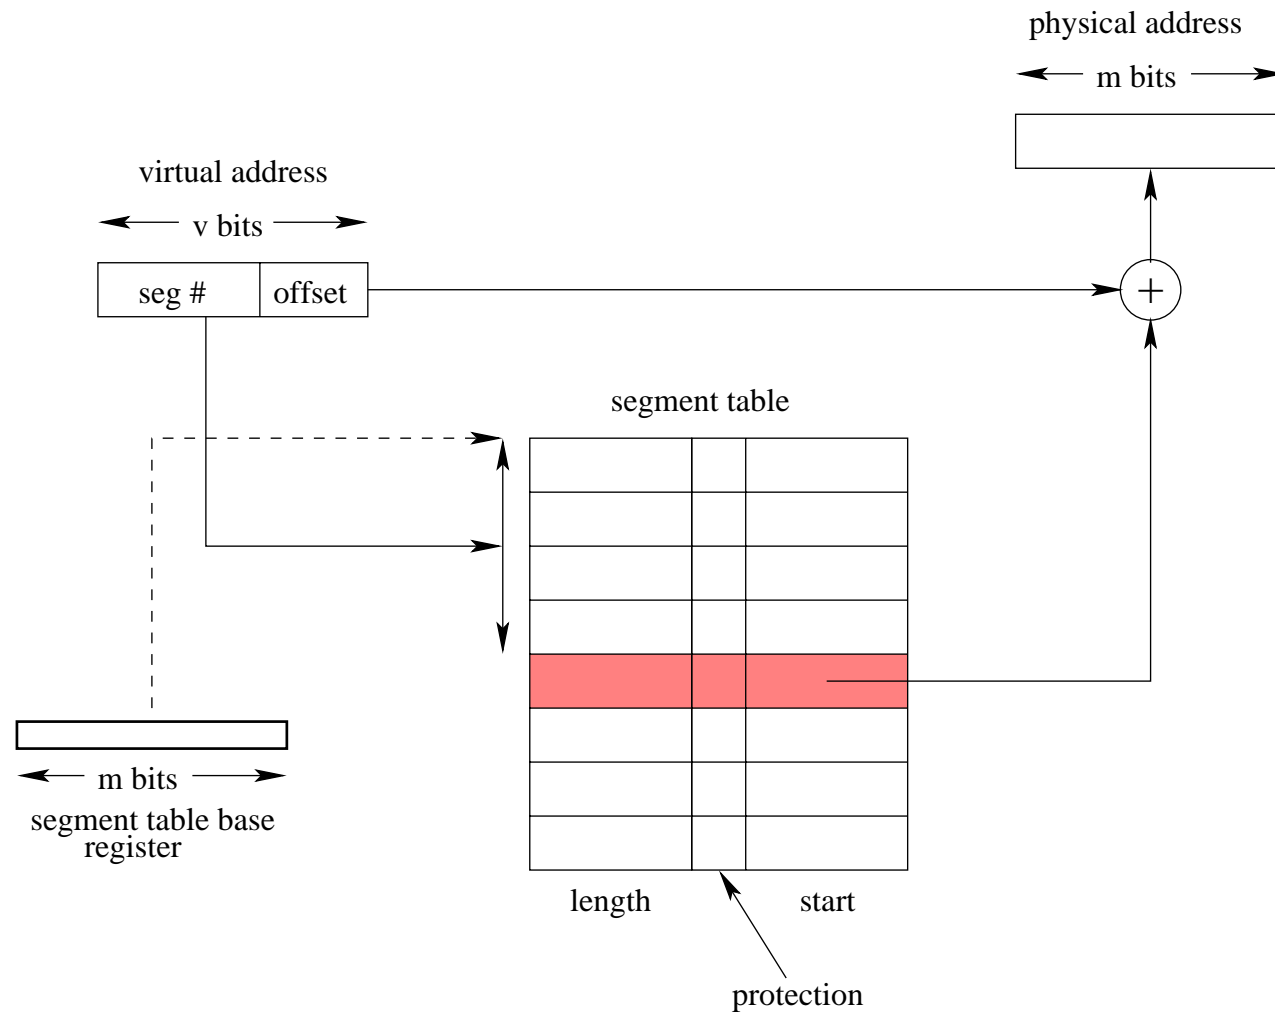 physical address
m bits
virtual address
v bits
seg #
offset
+
segment table
m bits
segment table base
register
length
start
protection